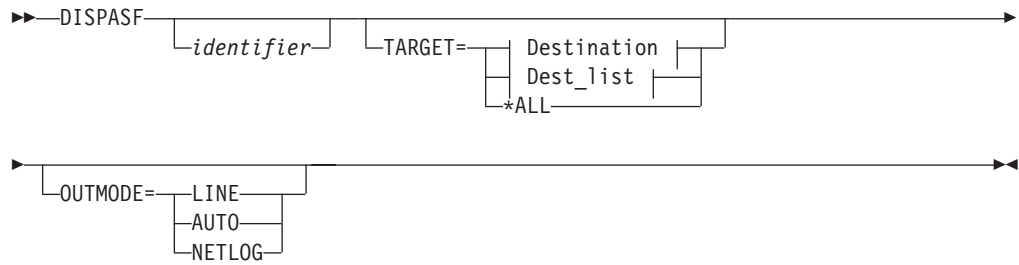 DISPASF
identifier
TARGET=
Destination
Dest_list
*ALL
OUTMODE=
LINE
AUTO
NETLOG